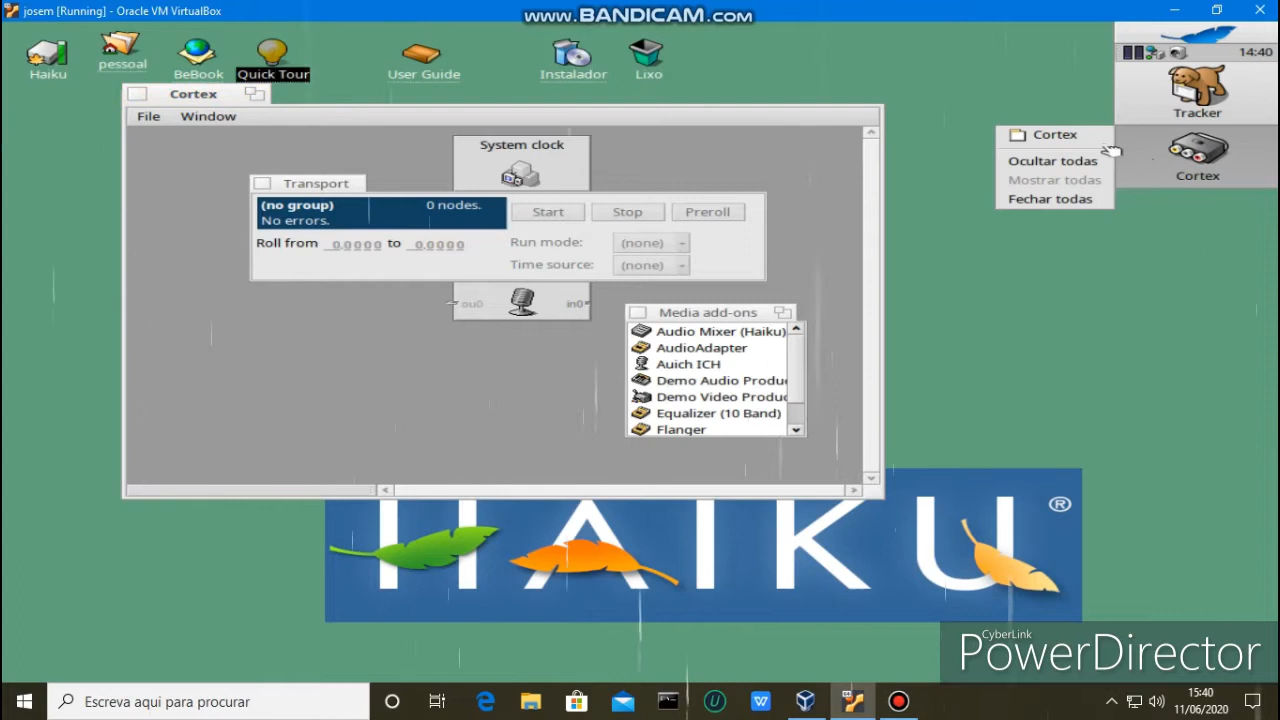 josem [Running] - Oracle VM VirtualBox
www.BANDICAM.com
Haiku
pessoal
BeBook
Quick Tour
User Guide
Instalador
Lixo
14:40
Tracker
Cortex
Cortex
Ocultar todas
Mostrar todas
Fechar todas
Cortex
File Window
System clock
Transport
(no group) 0 nodes.
No errors.
Start Stop Preroll
Roll from 0,0000 to 0,0000
Run mode: (none)
Time source: (none)
ou0 in0
Media add-ons
Audio Mixer (Haiku)
AudioAdapter
Auich ICH
Demo Audio Produ
Demo Video Produ
Equalizer (10 Band)
Flanger
HAIKU®
CyberLink
PowerDirector
Escreva aqui para procurar
15:40
11/06/2020